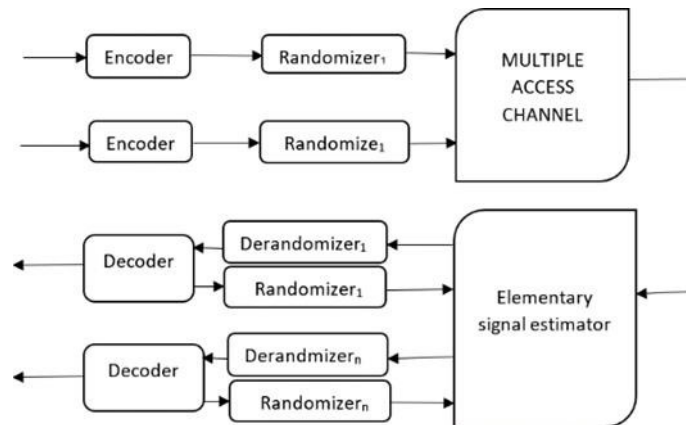 Encoder
Randomizer₁
MULTIPLE
ACCESS
CHANNEL
Encoder
Randomize₁
Derandomizer₁
Decoder
Randomizer₁
Elementary
signal estimator
Derandmizerₙ
Decoder
Randomizerₙ